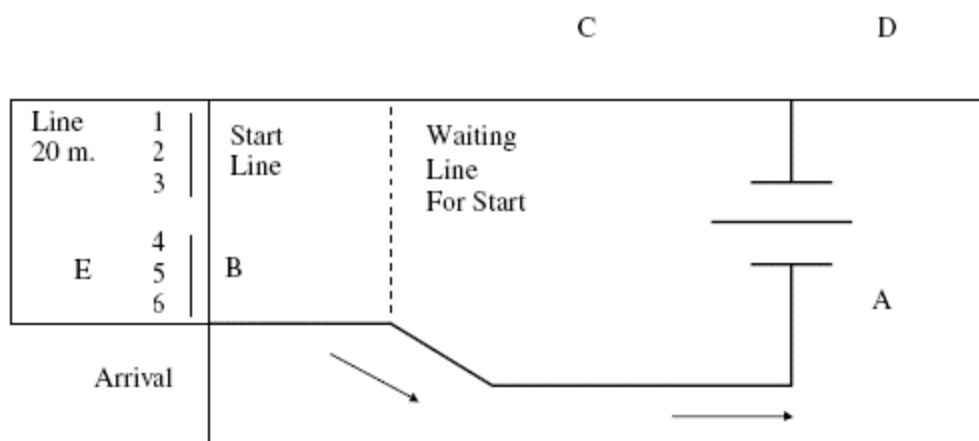 C
D
Line
20 m.
1
2
3
4
5
6
E
Start
Line
B
Waiting
Line
For Start
A
Arrival